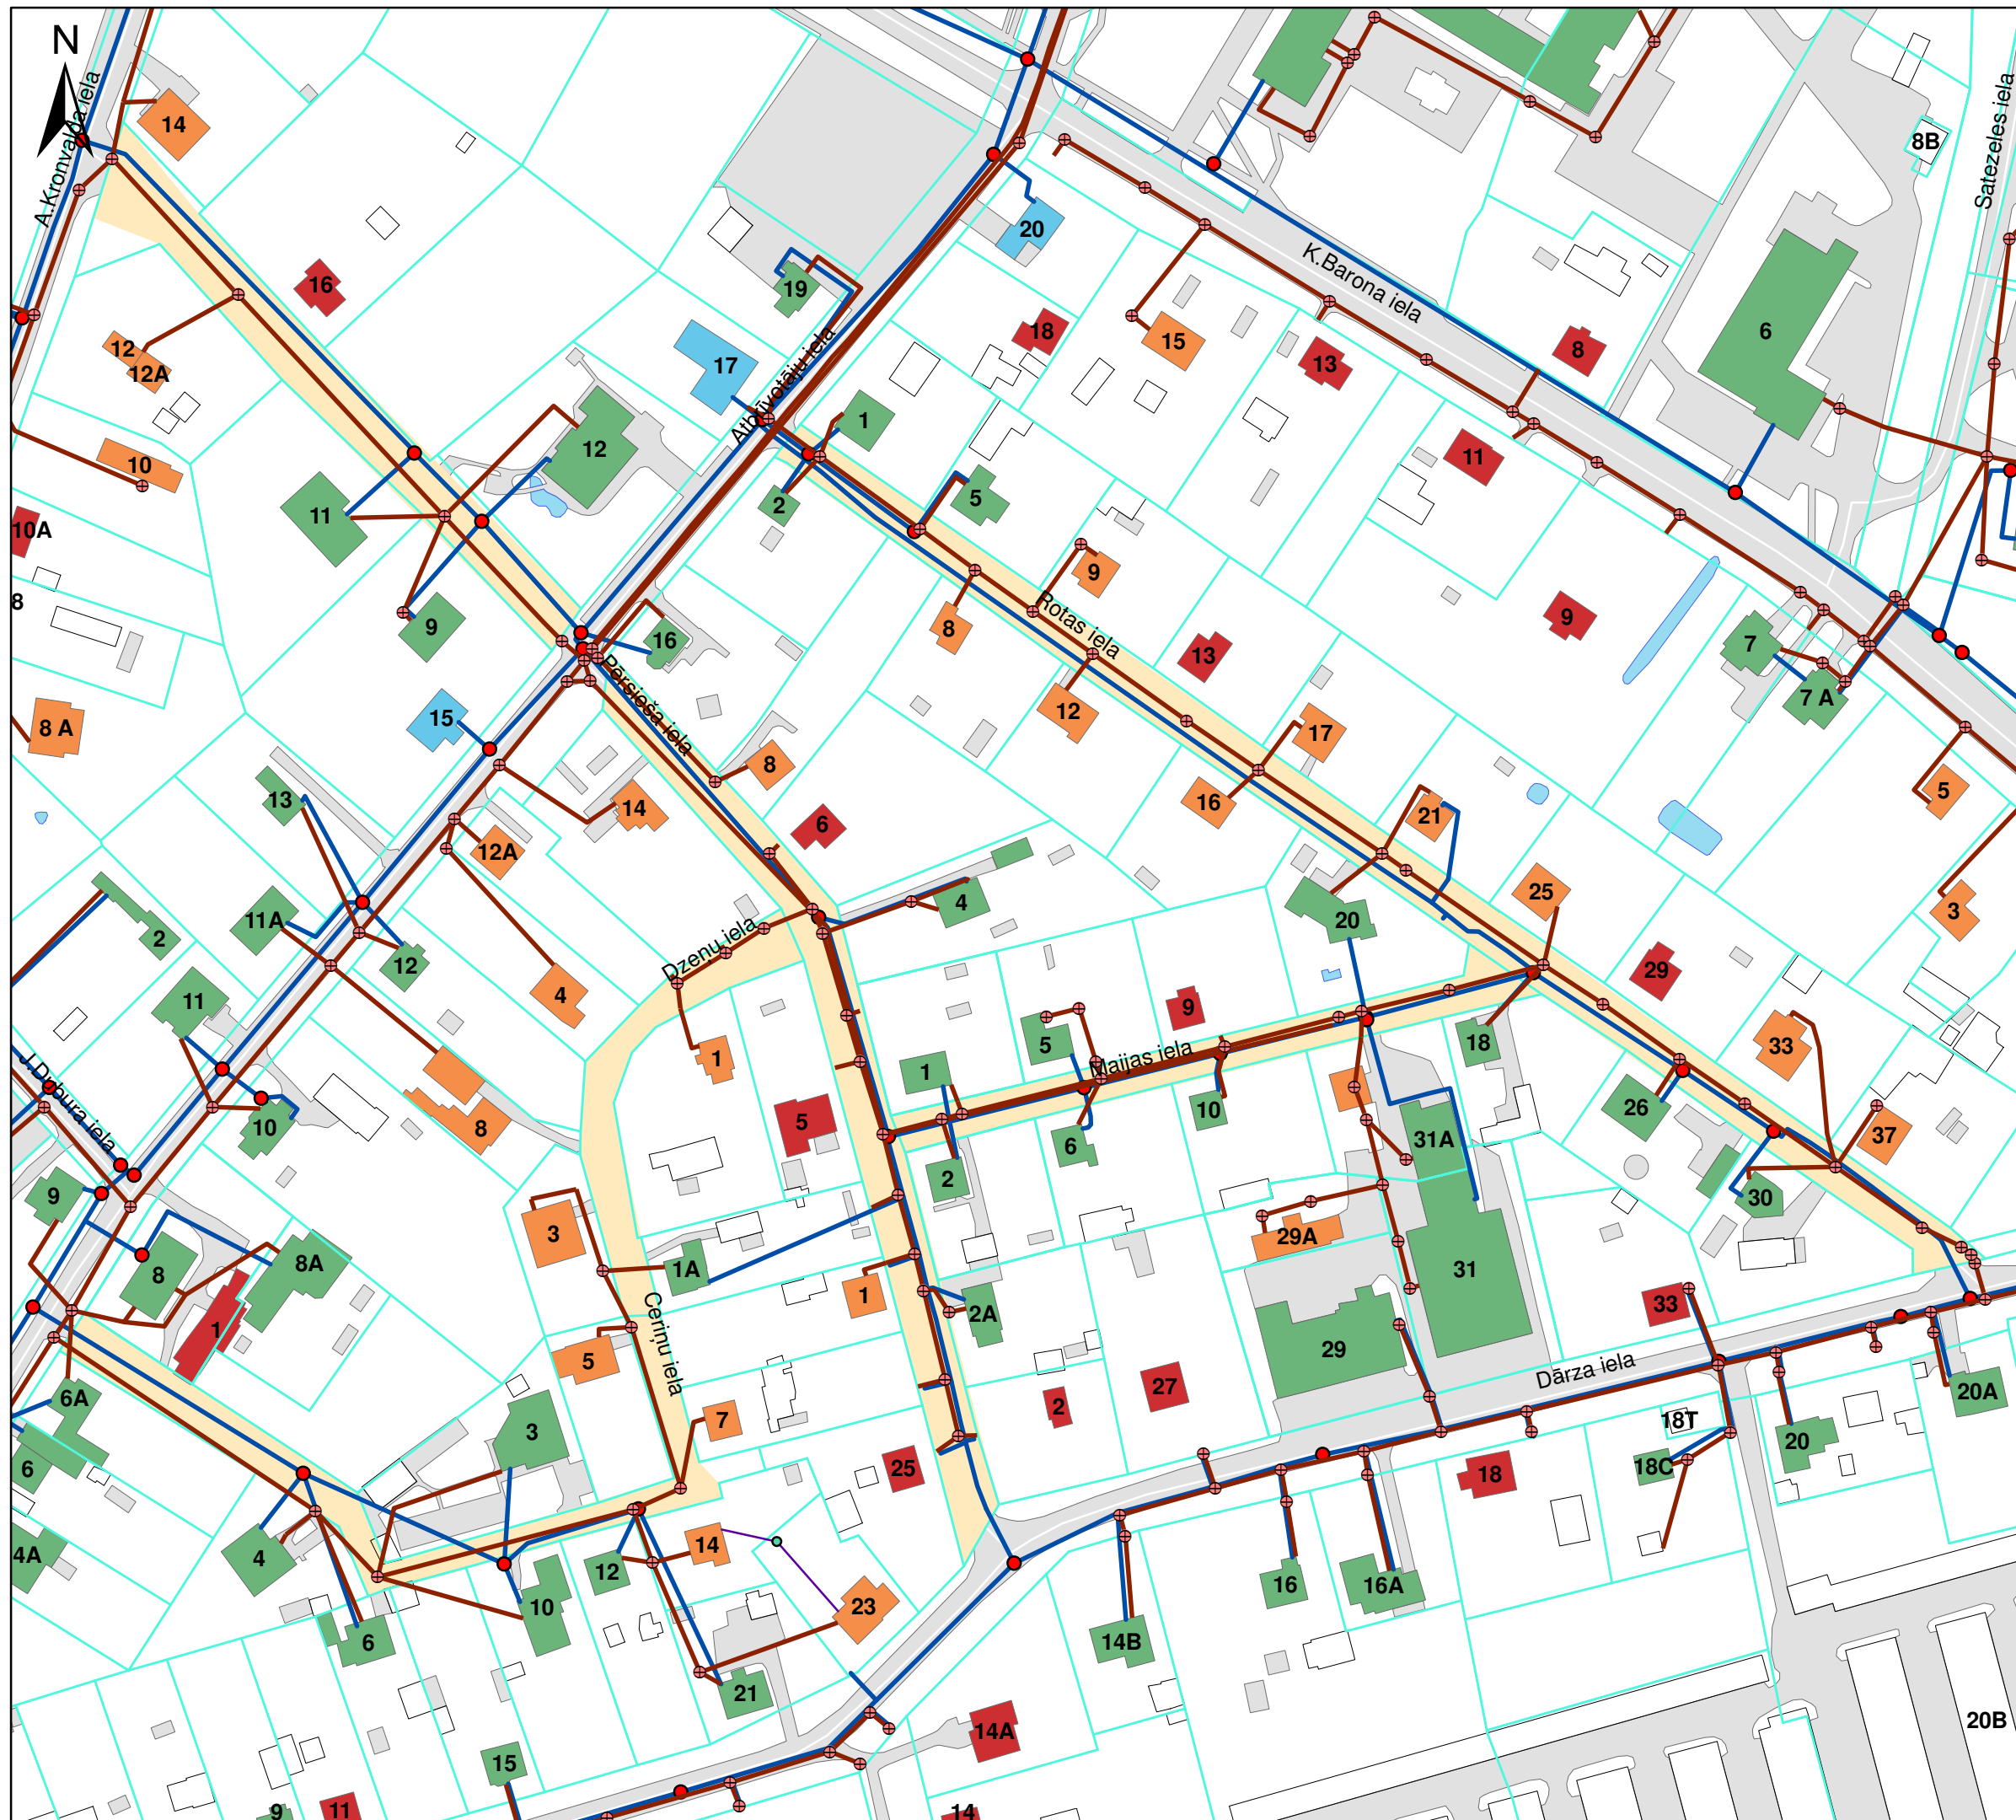 N
A.Kronvalda iela
14
8B
Satezeles iela
20
K.Barona iela
16
19
18
15
13
8
6
12
12A
17
Atbrīvotāju iela
1
11
10
12
11
2
5
10A
9
8
9
16
8
Rotas iela
13
9
7
7 A
15
Pērsieša iela
12
17
8 A
8
14
6
16
21
5
13
12A
25
3
11A
2
12
4
20
Dzeņu iela
29
4
11
9
1
5
Maijas iela
18
33
1
10
26
37
J.Dubura iela
8
10
5
6
31A
2
30
9
3
29A
8
8A
1A
31
1
2A
33
1
Ceriņu iela
5
29
Dārza iela
6A
27
2
20A
7
18T
3
25
20
6
18
18C
4A
4
12
14
16
16A
10
23
6
14B
21
14A
20B
15
9
11
14